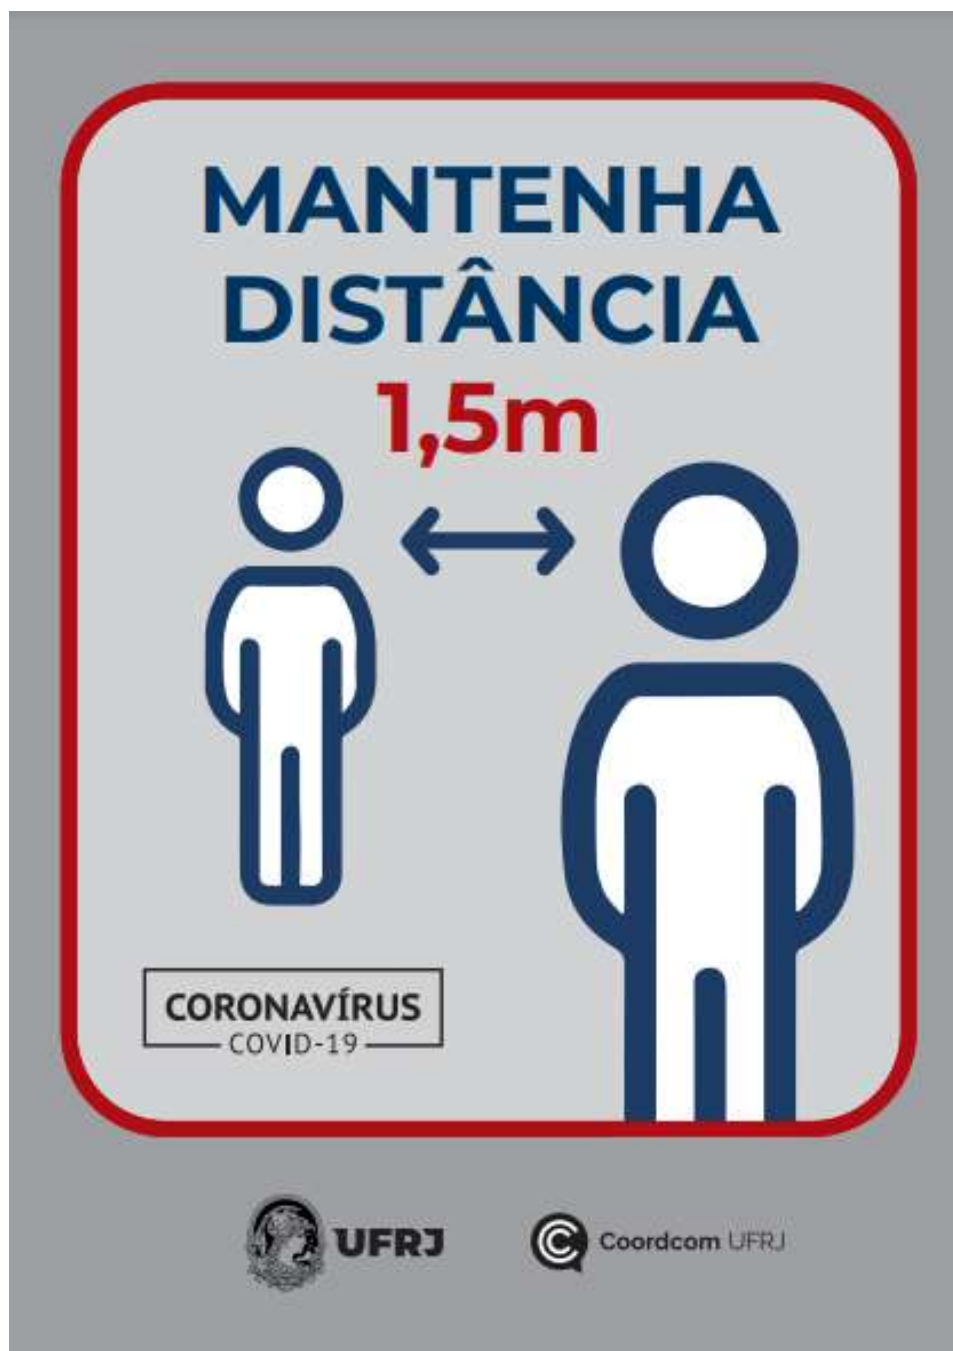 MANTENHA
DISTÂNCIA
1,5m
CORONAVÍRUS
COVID-19
UFRJ
Coordcom UFRJ